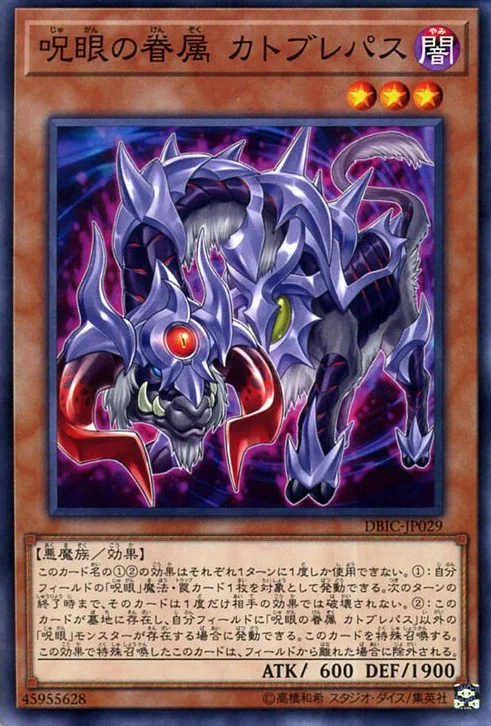 呪眼の眷属 カトブレパス
闇
DBIC-JP029
【悪魔族／効果】
このカード名の①②の効果はそれぞれ1ターンに1度しか使用できない。①：自分
フィールドの「呪眼」魔法・罠カード1枚を対象として発動できる。次のターンの
終了時まで、そのカードは1度だけ相手の効果では破壊されない。②：この
カードが墓地に存在し、自分フィールドに「呪眼の眷属 カトブレパス」以外の
「呪眼」モンスターが存在する場合に発動できる。このカードを特殊召喚する。
この効果で特殊召喚したこのカードは、フィールドから離れた場合に除外される。
ATK/ 600 DEF/1900
45955628
©高橋和希 スタジオ・ダイス/集英社